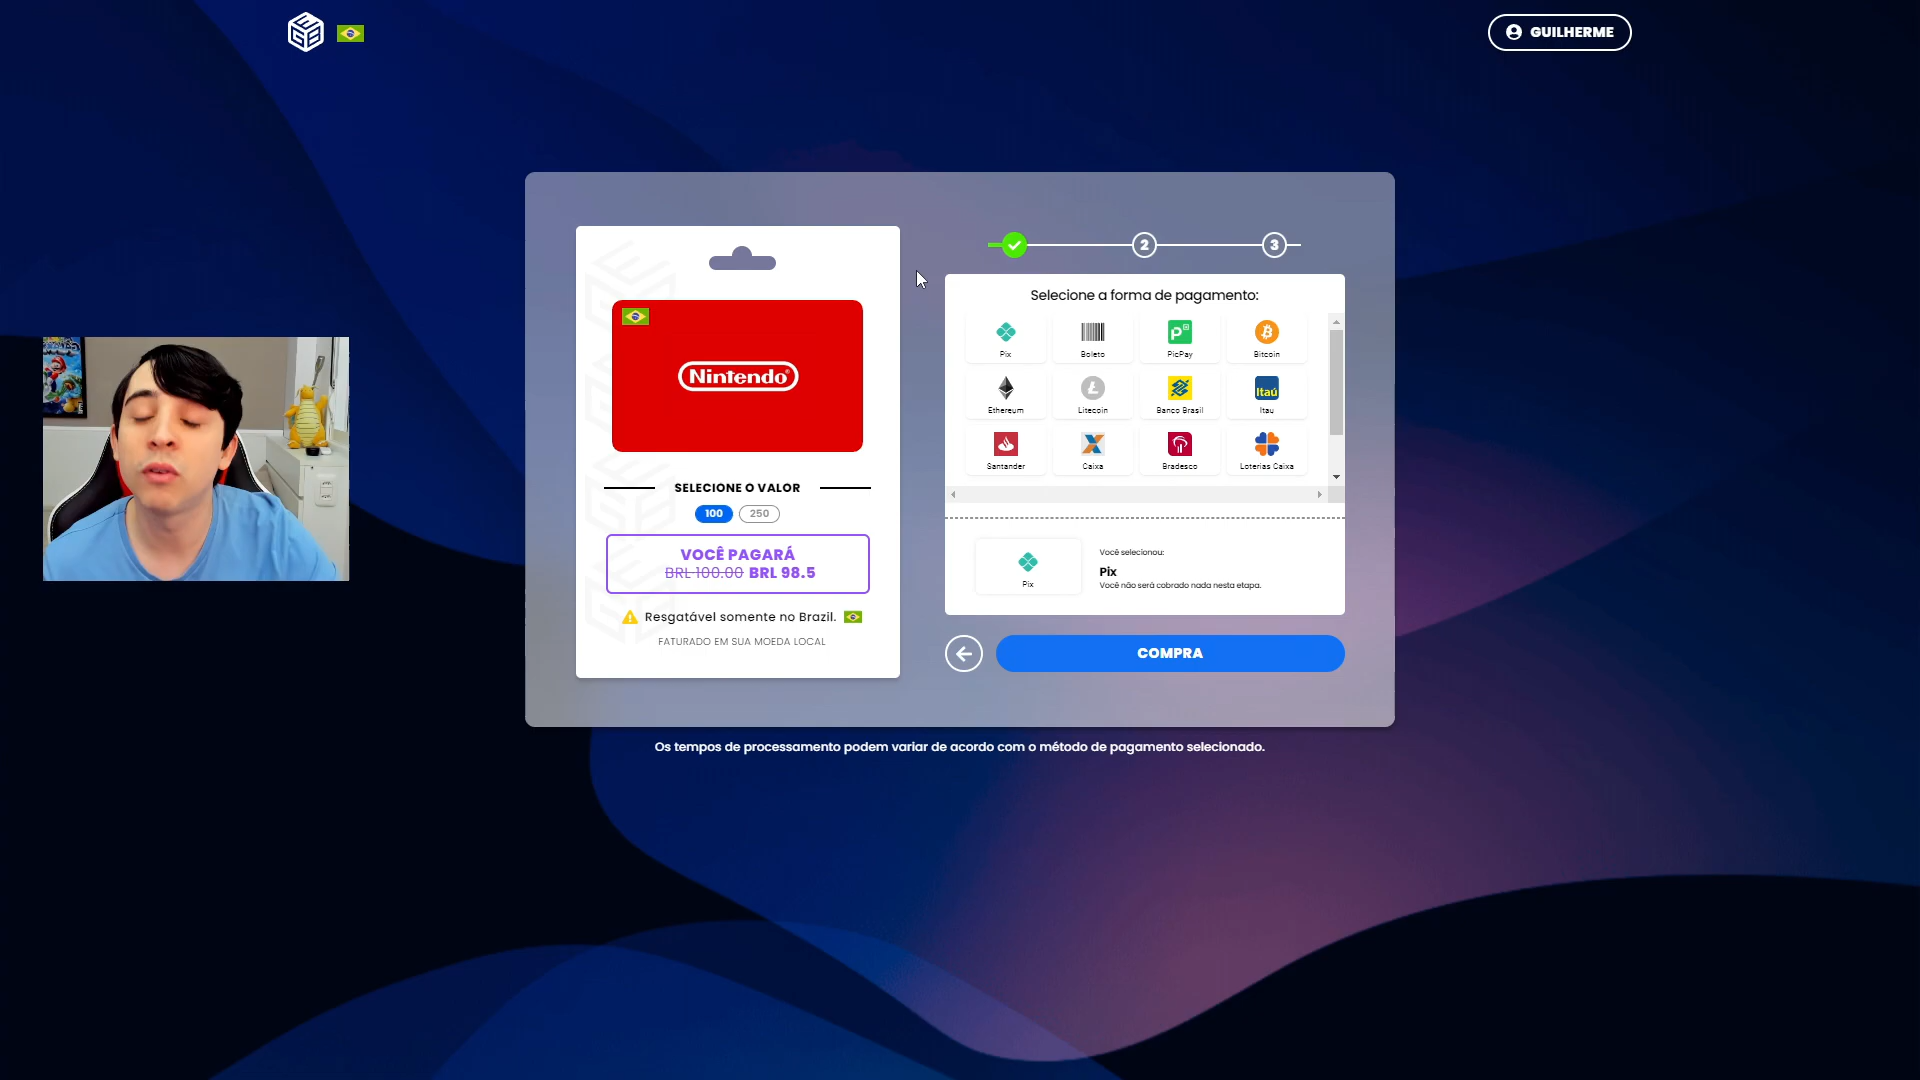 GUILHERME
Nintendo
SELECIONE O VALOR
100
250
VOCÊ PAGARÁ
BRL 100.00 BRL 98.5
Resgatável somente no Brazil.
FATURADO EM SUA MOEDA LOCAL
2
3
Selecione a forma de pagamento:
Pix
Boleto
PicPay
Bitcoin
Ethereum
Litecoin
Banco Brasil
Itaú
Itau
Santander
Caixa
Bradesco
Loterias Caixa
Pix
Você selecionou:
Pix
Você não será cobrado nada nesta etapa.
COMPRA
Os tempos de processamento podem variar de acordo com o método de pagamento selecionado.